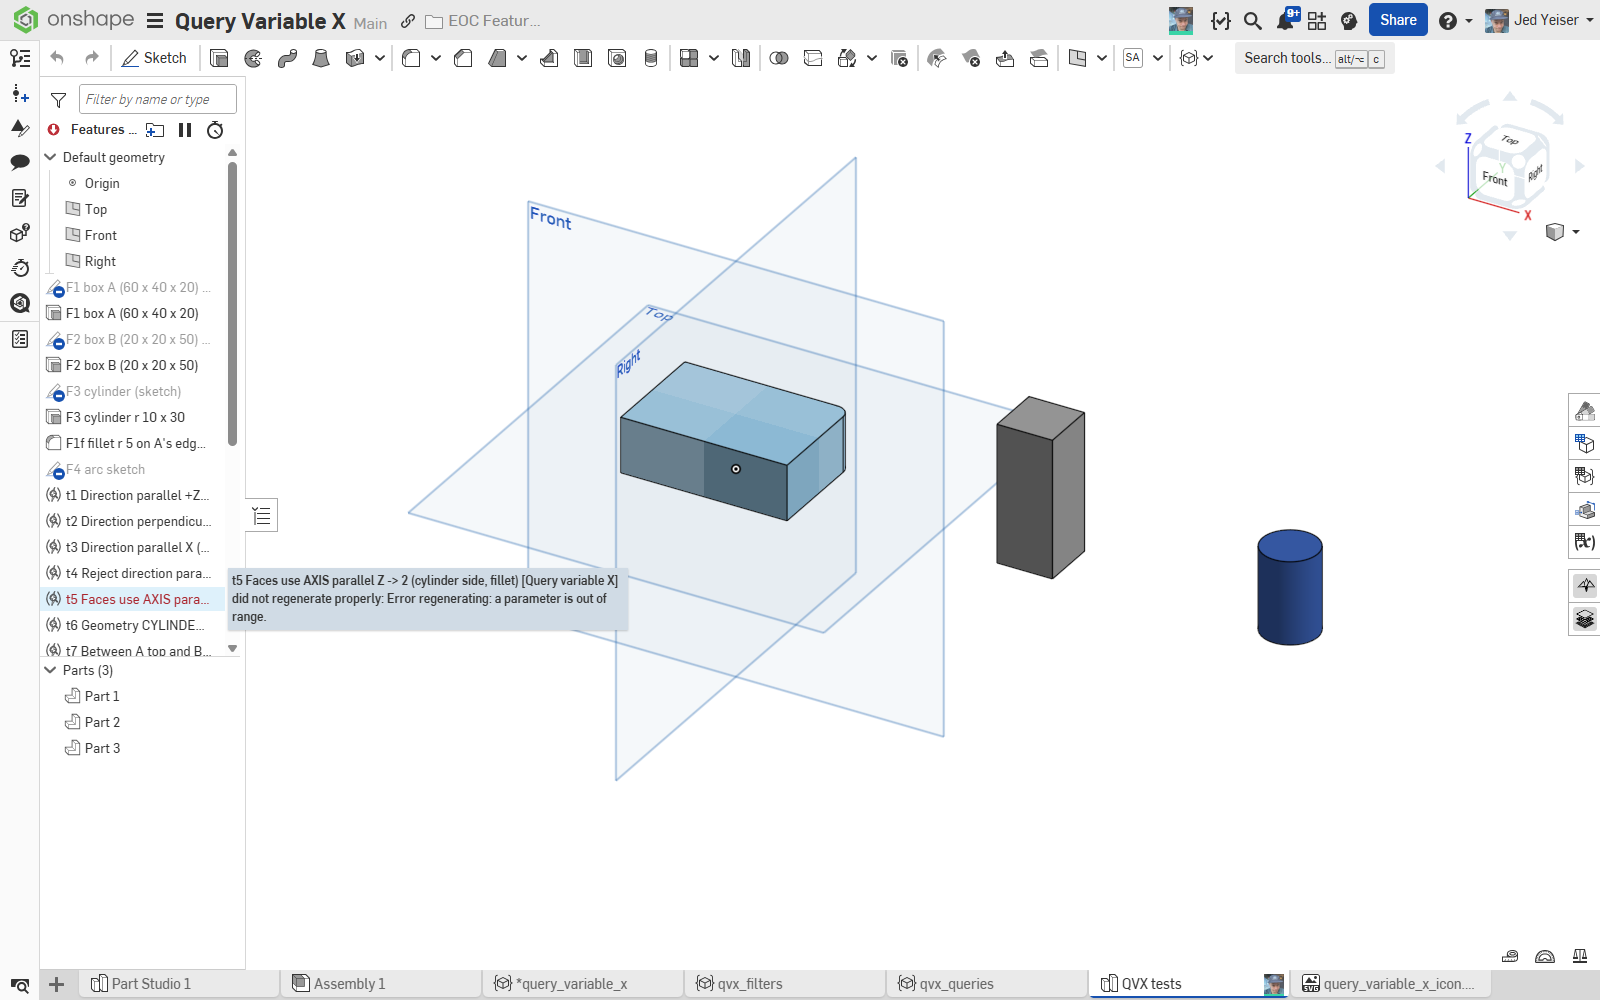 onshape
Query Variable X
Main
EOC Featur...
9+
Share
Jed Yeiser
Sketch
SA
Search tools...
alt/⌥
c
Filter by name or type
Features ...
Default geometry
Origin
Top
Front
Right
F1 box A (60 x 40 x 20) ...
F1 box A (60 x 40 x 20)
F2 box B (20 x 20 x 50) ...
F2 box B (20 x 20 x 50)
F3 cylinder (sketch)
F3 cylinder r 10 x 30
F1f fillet r 5 on A's edg...
F4 arc sketch
t1 Direction parallel +Z...
t2 Direction perpendicu...
t3 Direction parallel X (...
t4 Reject direction para...
t5 Faces use AXIS para...
t6 Geometry CYLINDE...
t7 Between A top and B...
Parts (3)
Part 1
Part 2
Part 3
t5 Faces use AXIS parallel Z -> 2 (cylinder side, fillet) [Query variable X]
did not regenerate properly: Error regenerating: a parameter is out of
range.
Front
Top
Right
Z
Top
Y
Front
Right
X
(x)
Part Studio 1
Assembly 1
*query_variable_x
qvx_filters
qvx_queries
QVX tests
SVG
query_variable_x_icon....